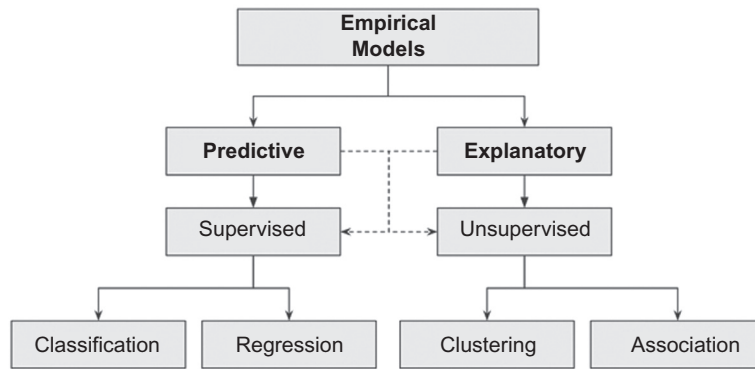 Empirical
Models
Predictive
Explanatory
Supervised
Unsupervised
Classification
Regression
Clustering
Association